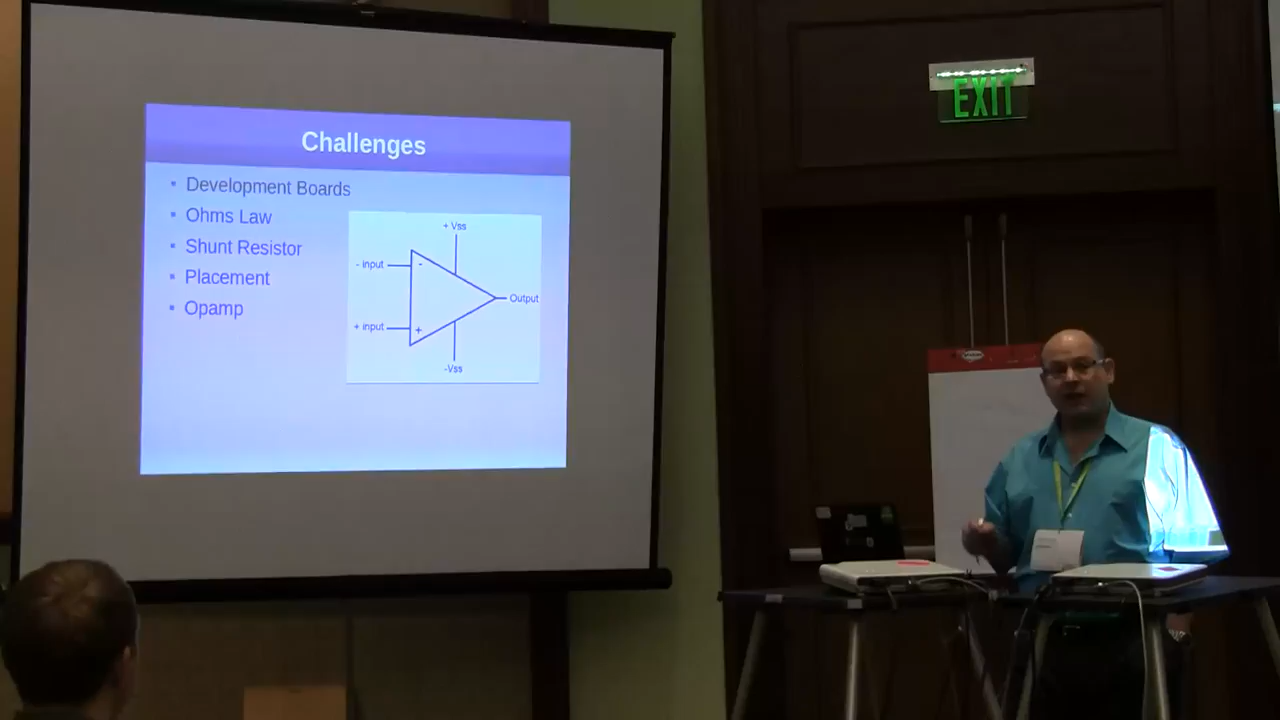 Challenges
Development Boards
Ohms Law
Shunt Resistor
Placement
Opamp
+ Vss
- input
-
Output
+ input
+
-Vss
EXIT